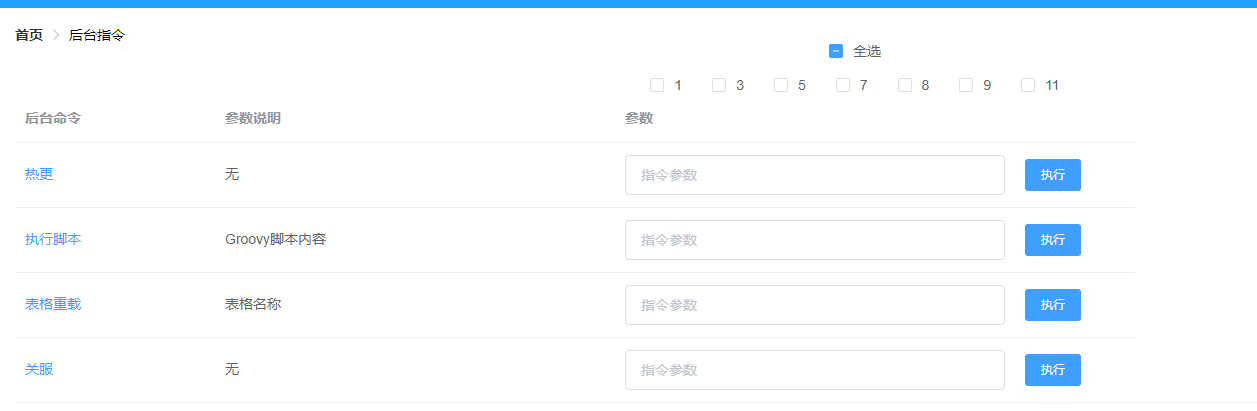 首页 > 后台指令
全选
1 3 5 7 8 9 11
后台命令 参数说明 参数
热更 无 指令参数 执行
执行脚本 Groovy脚本内容 指令参数 执行
表格重载 表格名称 指令参数 执行
关服 无 指令参数 执行